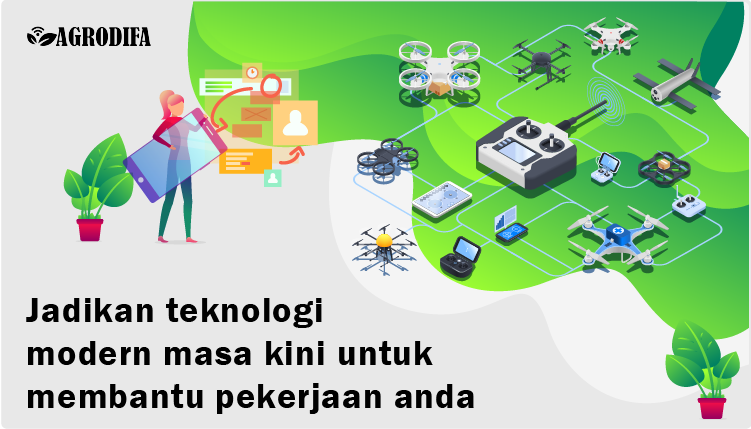 AGRODIFA
Jadikan teknologi
modern masa kini untuk
membantu pekerjaan anda